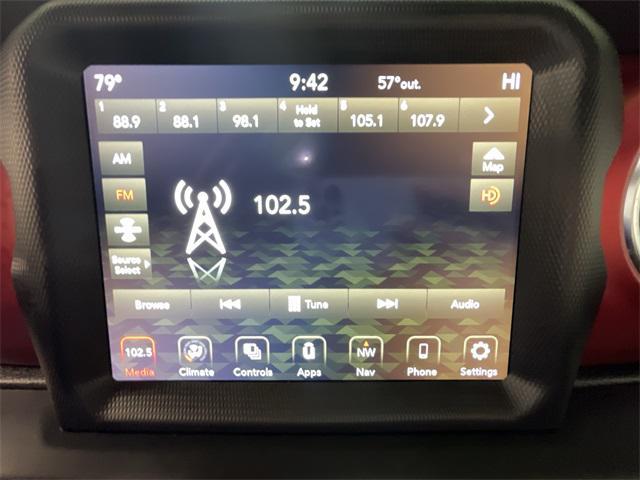 79° 9:42 57°out. HI
1 2 3 4 Hold to Set 5 6
88.9 88.1 98.1 105.1 107.9
AM
Map
FM
HD
102.5
Source
Select
Browse Tune Audio
102.5 NW
Media Climate Controls Apps Nav Phone Settings